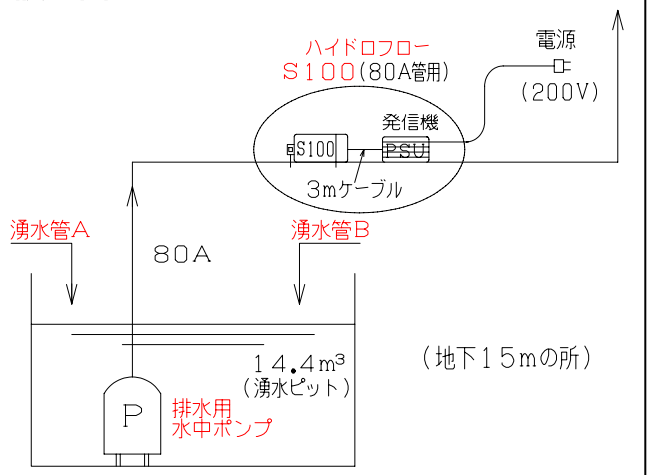 ハイドロフロー
S100(80A管用)
電源
(200V)
発信機
S100
PSU
3mケーブル
湧水管A
湧水管B
80A
14.4m³
(湧水ピット)
(地下15mの所)
P
排水用
水中ポンプ